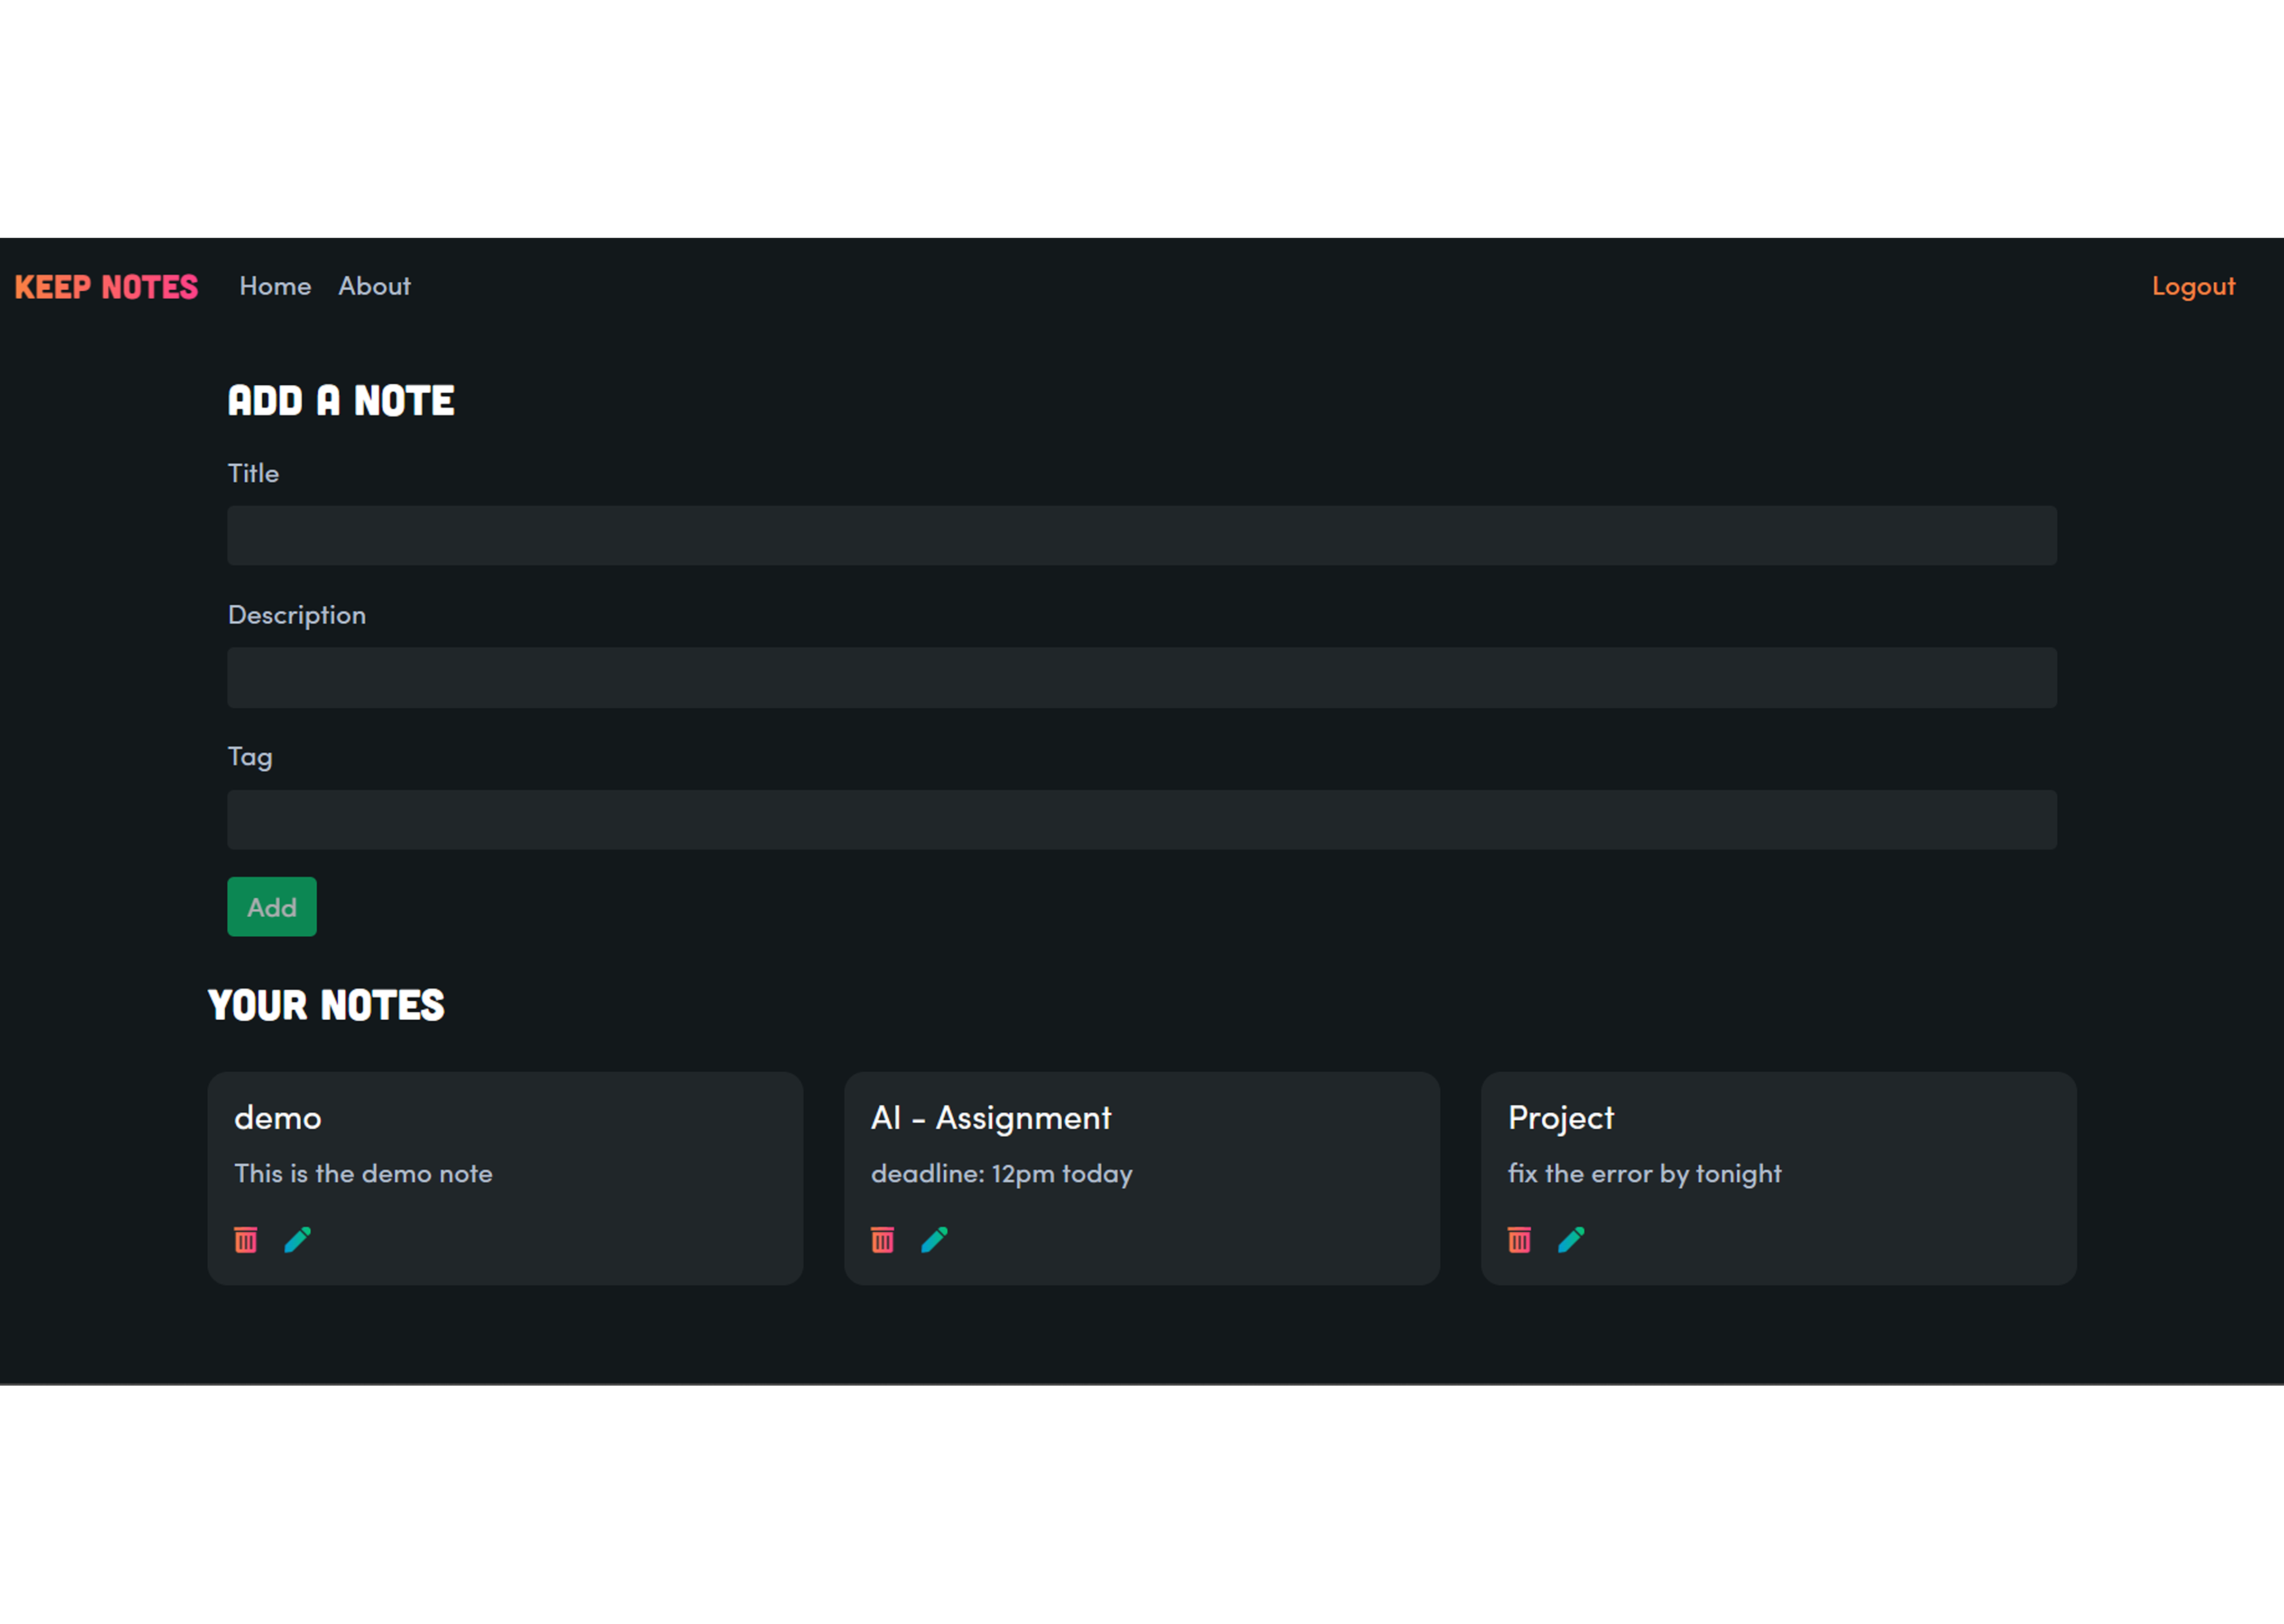 KEEP NOTES Home About Logout
ADD A NOTE
Title
Description
Tag
Add
YOUR NOTES
demo
This is the demo note
AI - Assignment
deadline: 12pm today
Project
fix the error by tonight